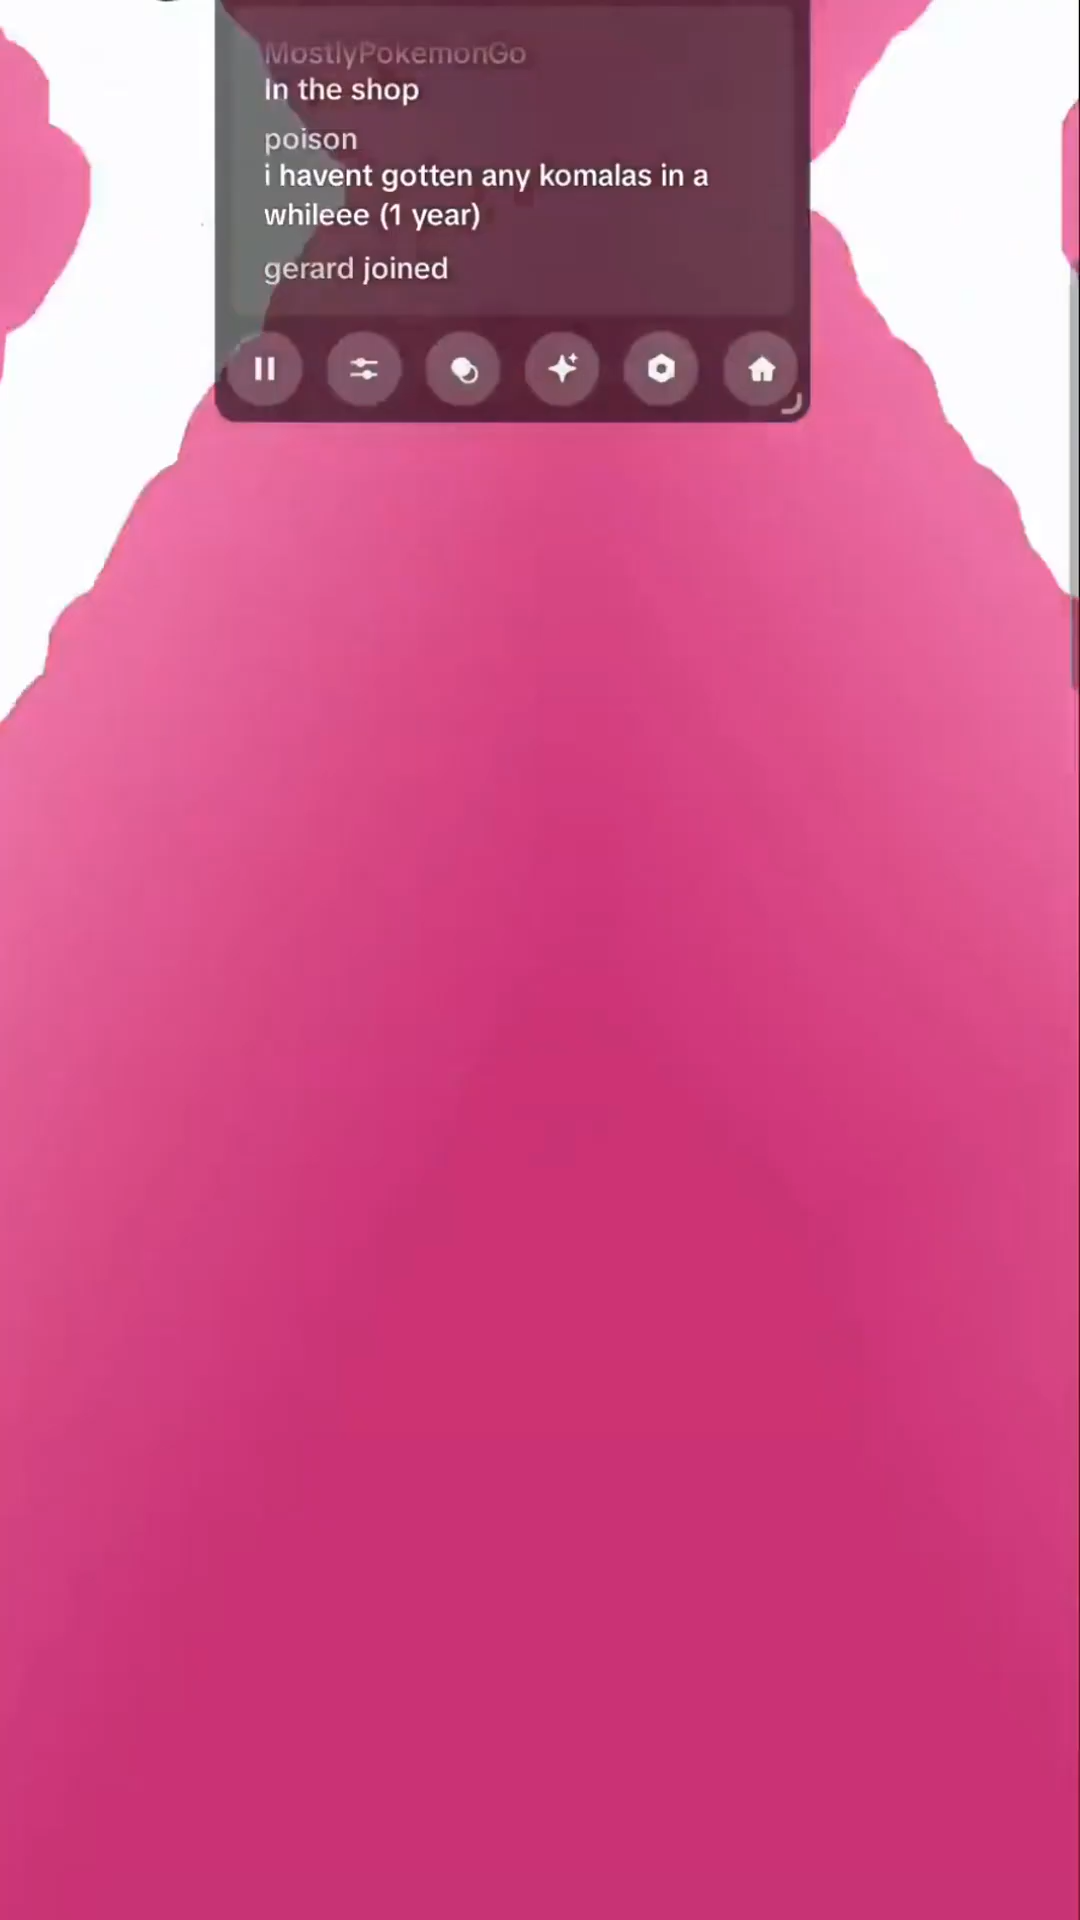 MostlyPokemonGo
In the shop
poison
i havent gotten any komalas in a
whileee (1 year)
gerard joined